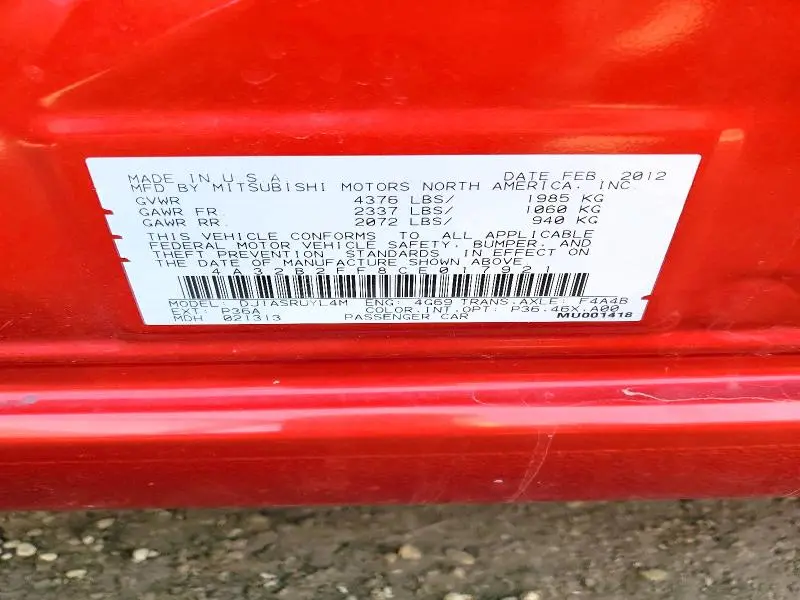 MADE IN U.S.A. DATE FEB. 2012
MFD BY MITSUBISHI MOTORS NORTH AMERICA, INC.
GVWR 4376 LBS/ 1985 KG
GAWR FR. 2337 LBS/ 1060 KG
GAWR RR. 2072 LBS/ 940 KG
THIS VEHICLE CONFORMS TO ALL APPLICABLE
FEDERAL MOTOR VEHICLE SAFETY, BUMPER, AND
THEFT PREVENTION STANDARDS IN EFFECT ON
THE DATE OF MANUFACTURE SHOWN ABOVE
4A32B2FF8CE017921
MODEL: DJ1ASRUYL4M ENG: 4G69 TRANS.AXLE: F4A4B
EXT: P36A COLOR.INT.OPT: P36.46X.A00
MDH 021313 PASSENGER CAR MU001418